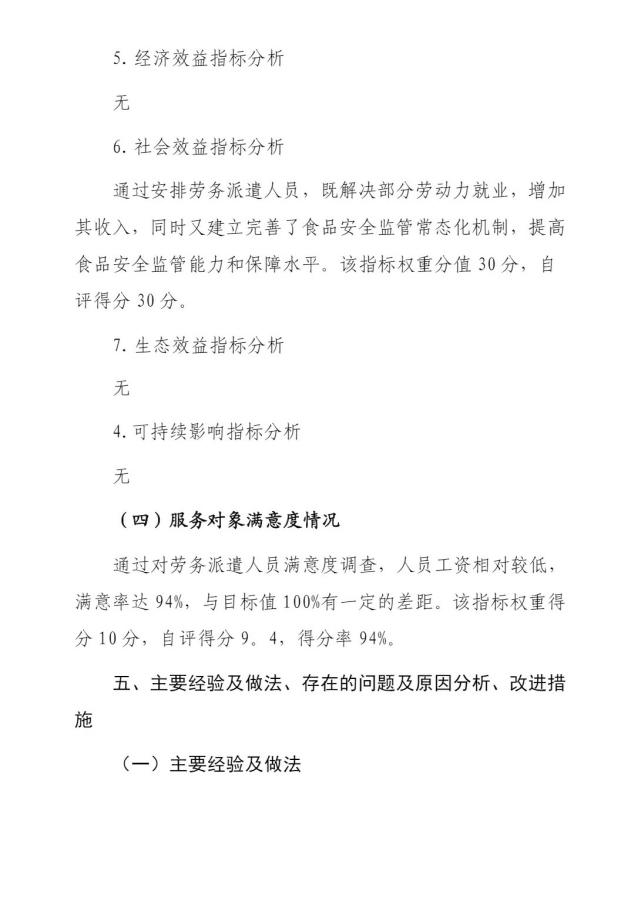 5. 经济效益指标分析
无
6. 社会效益指标分析
通过安排劳务派遣人员，既解决部分劳动力就业，增加
其收入，同时又建立完善了食品安全监管常态化机制，提高
食品安全监管能力和保障水平。该指标权重分值 30 分，自
评得分 30 分。
7. 生态效益指标分析
无
4. 可持续影响指标分析
无
（四）服务对象满意度情况
通过对劳务派遣人员满意度调查，人员工资相对较低，
满意率达 94%，与目标值 100%有一定的差距。该指标权重得
分 10 分，自评得分 9。4，得分率 94%。
五、主要经验及做法、存在的问题及原因分析、改进措
施
（一）主要经验及做法